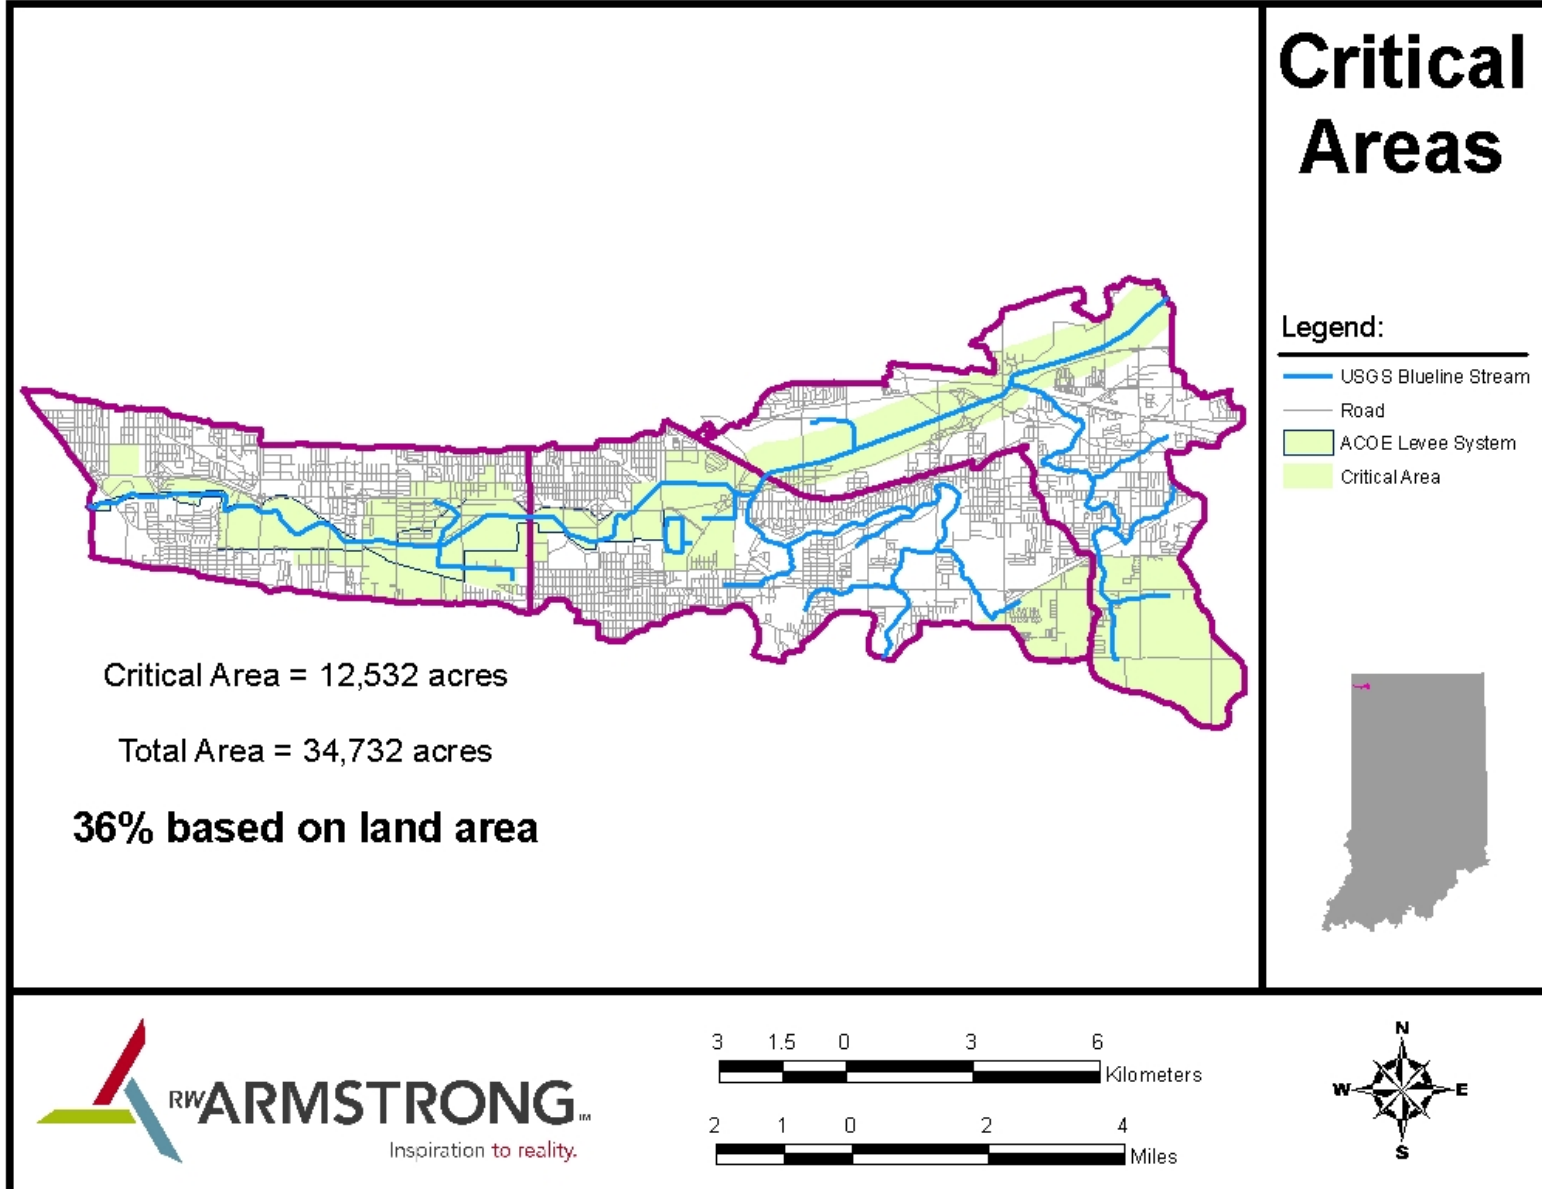 Critical
Areas
Legend:
USGS Blueline Stream
Road
ACOE Levee System
Critical Area
Critical Area = 12,532 acres
Total Area = 34,732 acres
36% based on land area
RWARMSTRONG TM
Inspiration to reality.
3 1.5 0 3 6
Kilometers
2 1 0 2 4
Miles
N
W E
S